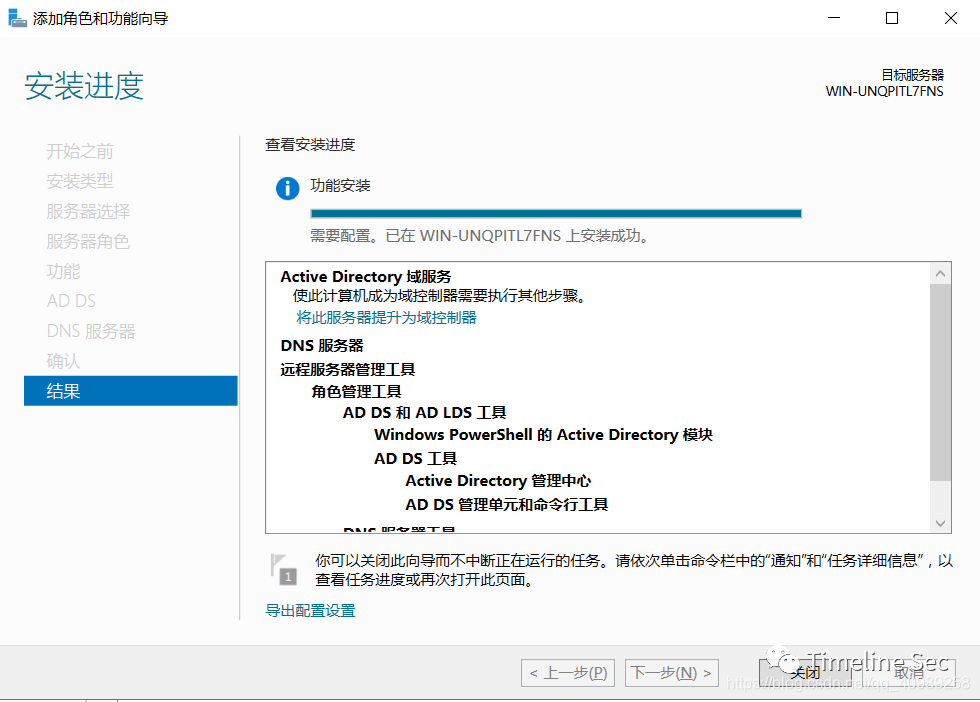 添加角色和功能向导
安装进度
目标服务器
WIN-UNQPITL7FNS
开始之前
安装类型
服务器选择
服务器角色
功能
AD DS
DNS 服务器
确认
结果
查看安装进度
功能安装
需要配置。已在 WIN-UNQPITL7FNS 上安装成功。
Active Directory 域服务
使此计算机成为域控制器需要执行其他步骤。
将此服务器提升为域控制器
DNS 服务器
远程服务器管理工具
角色管理工具
AD DS 和 AD LDS 工具
Windows PowerShell 的 Active Directory 模块
AD DS 工具
Active Directory 管理中心
AD DS 管理单元和命令行工具
DNS 服务器工具
1
你可以关闭此向导而不中断正在运行的任务。请依次单击命令栏中的“通知”和“任务详细信息”，以
查看任务进度或再次打开此页面。
导出配置设置
< 上一步(P)
下一步(N) >
关闭
取消
Timeline Sec